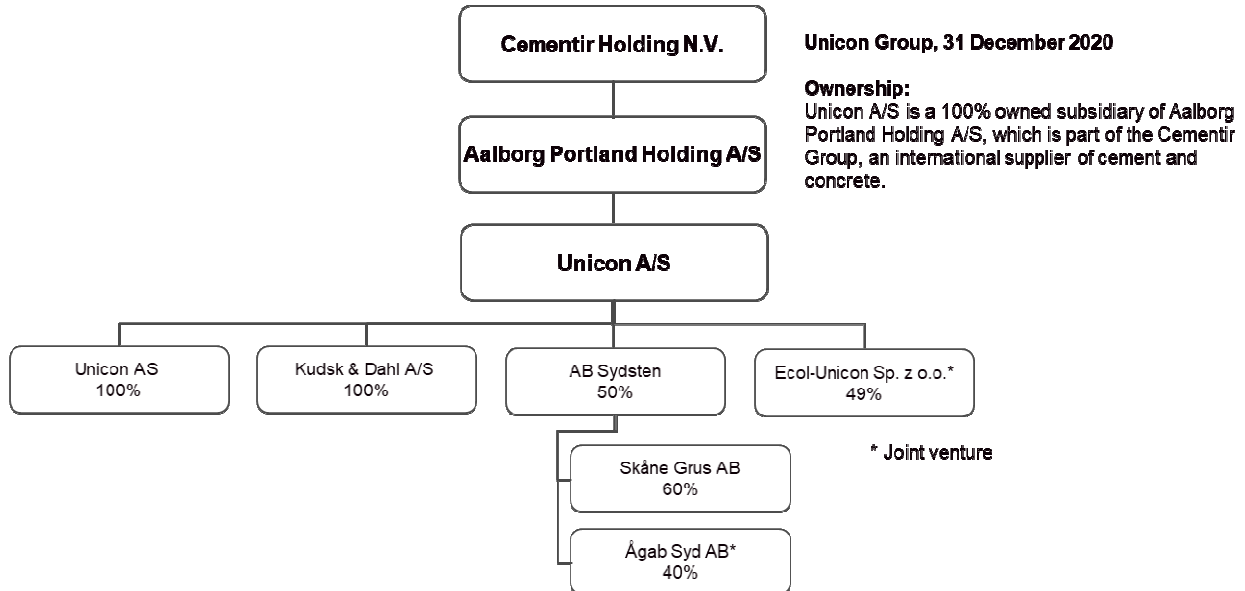 Cementir Holding N.V.
Unicon Group, 31 December 2020
Ownership:
Unicon A/S is a 100% owned subsidiary of Aalborg
Portland Holding A/S, which is part of the Cementir
Group, an international supplier of cement and
concrete.
Aalborg Portland Holding A/S
Unicon A/S
Unicon AS
100%
Kudsk & Dahl A/S
100%
AB Sydsten
50%
Ecol-Unicon Sp. z o.o.*
49%
* Joint venture
Skåne Grus AB
60%
Ågab Syd AB*
40%